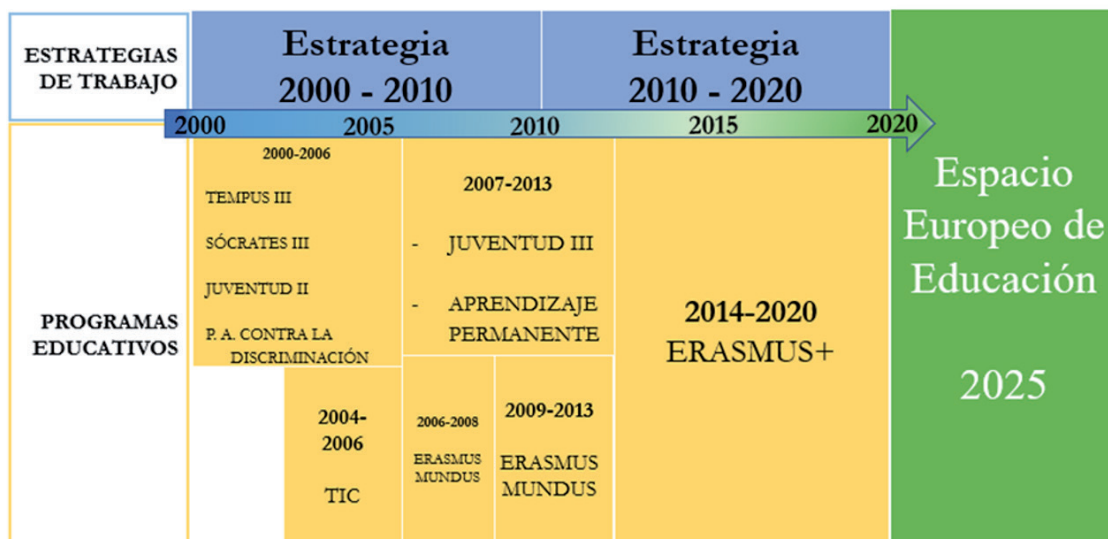 ESTRATEGIAS
DE TRABAJO
Estrategia
2000 - 2010
Estrategia
2010 - 2020
2000
2005
2010
2015
2020
PROGRAMAS
EDUCATIVOS
2000-2006
TEMPUS III
SÓCRATES III
JUVENTUD II
P. A. CONTRA LA
DISCRIMINACIÓN
2004-
2006
TIC
2007-2013
- JUVENTUD III
- APRENDIZAJE
PERMANENTE
2006-2008
ERASMUS
MUNDUS
2009-2013
ERASMUS
MUNDUS
2014-2020
ERASMUS+
Espacio
Europeo de
Educación
2025